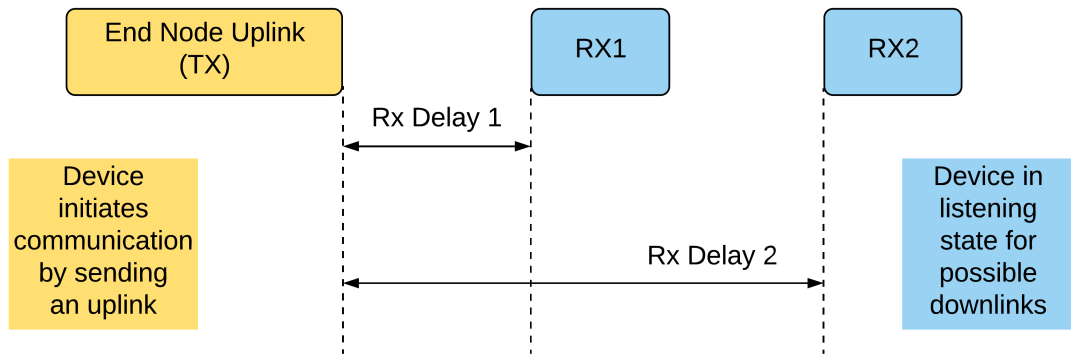 End Node Uplink
(TX)
RX1
RX2
Rx Delay 1
Device
initiates
communication
by sending
an uplink
Rx Delay 2
Device in
listening
state for
possible
downlinks